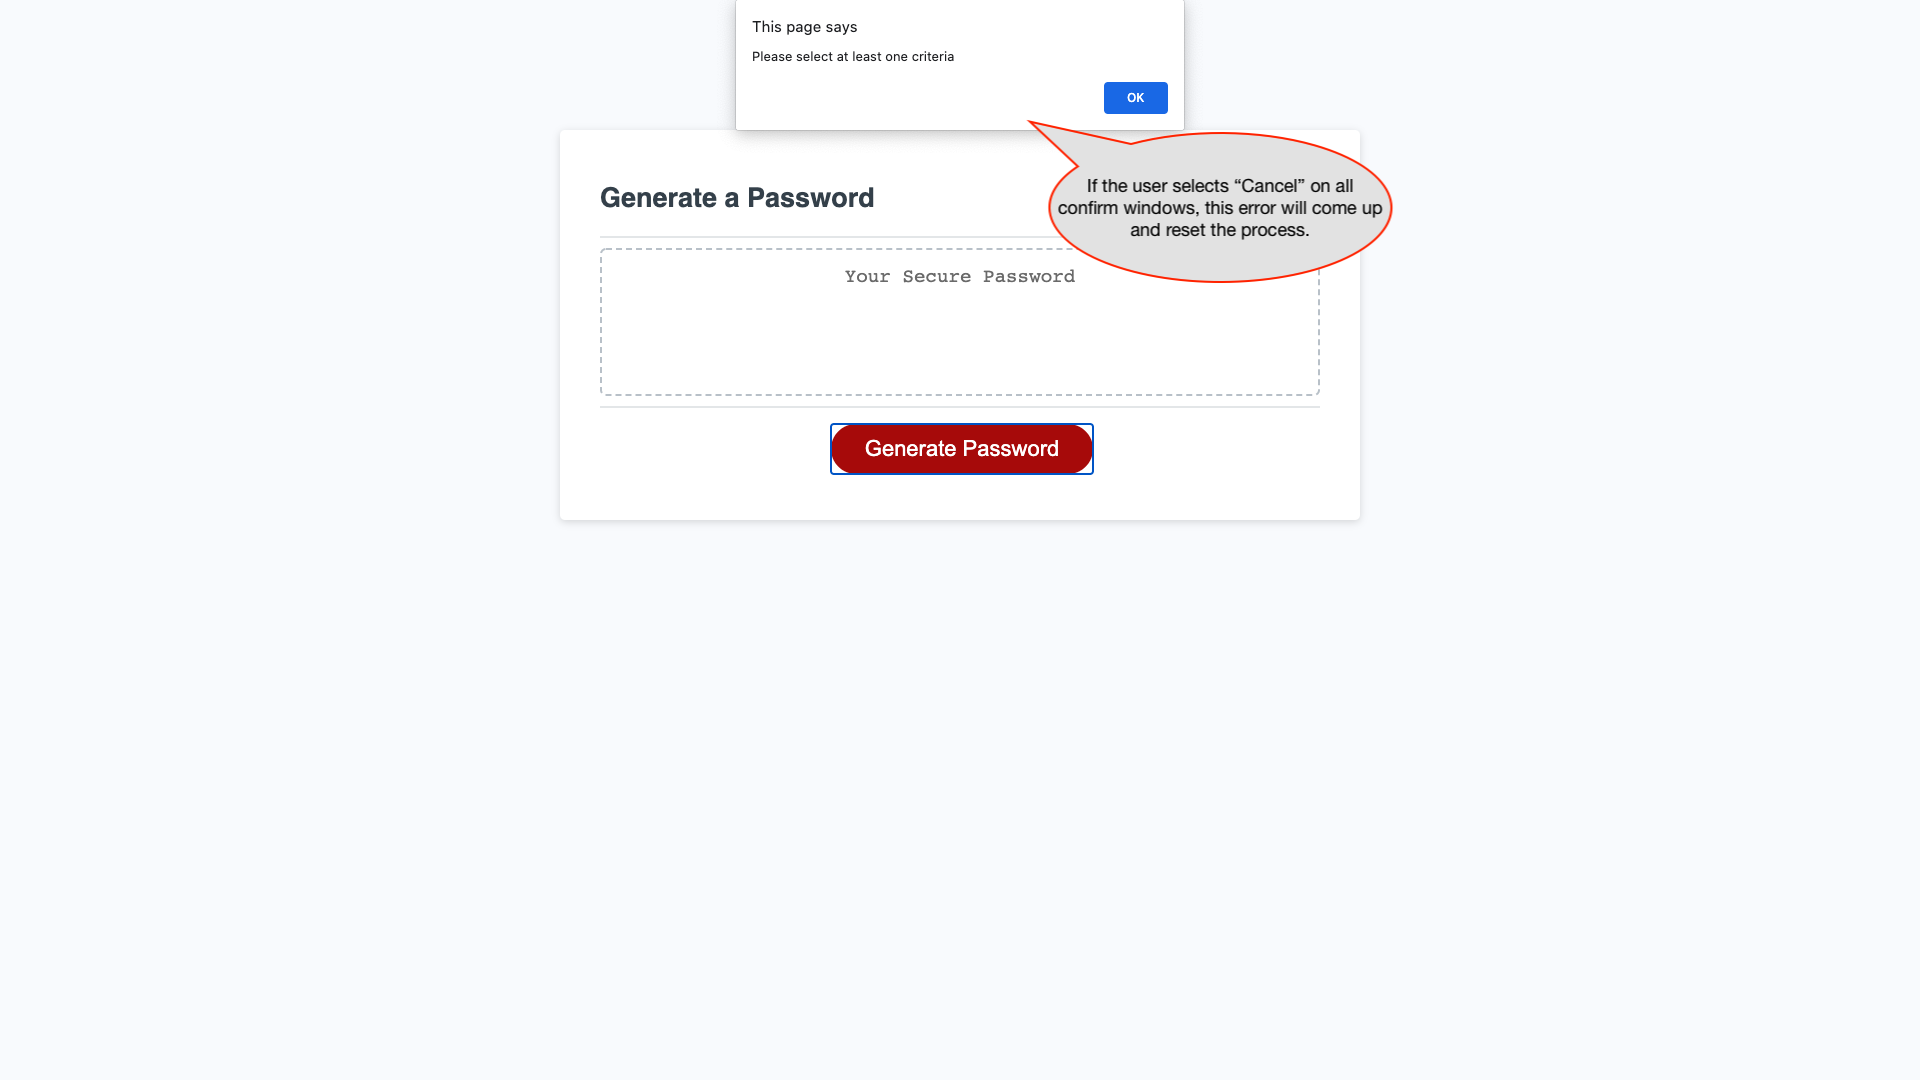 This page says
Please select at least one criteria
OK
Generate a Password
If the user selects “Cancel” on all
confirm windows, this error will come up
and reset the process.
Your Secure Password
Generate Password